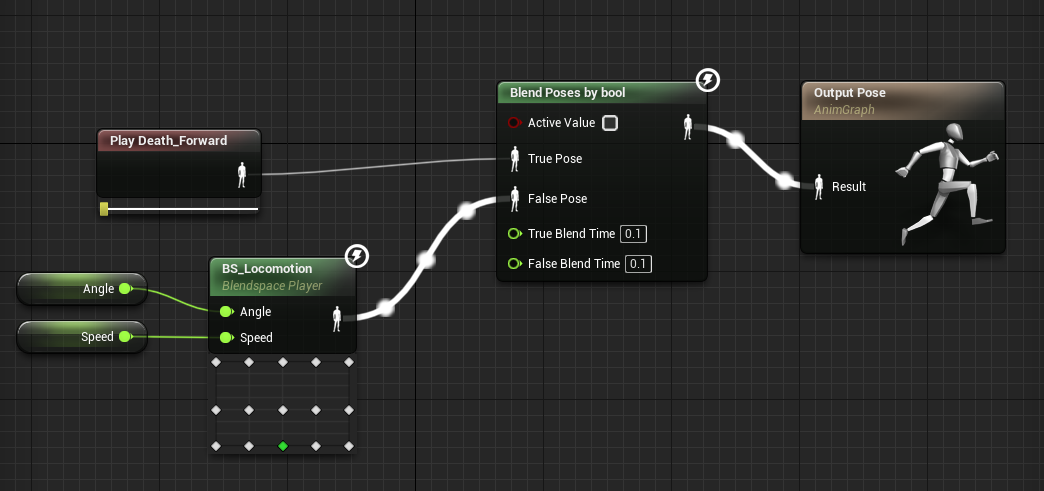 Play Death_Forward
Blend Poses by bool
Active Value
True Pose
False Pose
True Blend Time 0.1
False Blend Time 0.1
Output Pose
AnimGraph
Result
Angle
Speed
BS_Locomotion
Blendspace Player
Angle
Speed